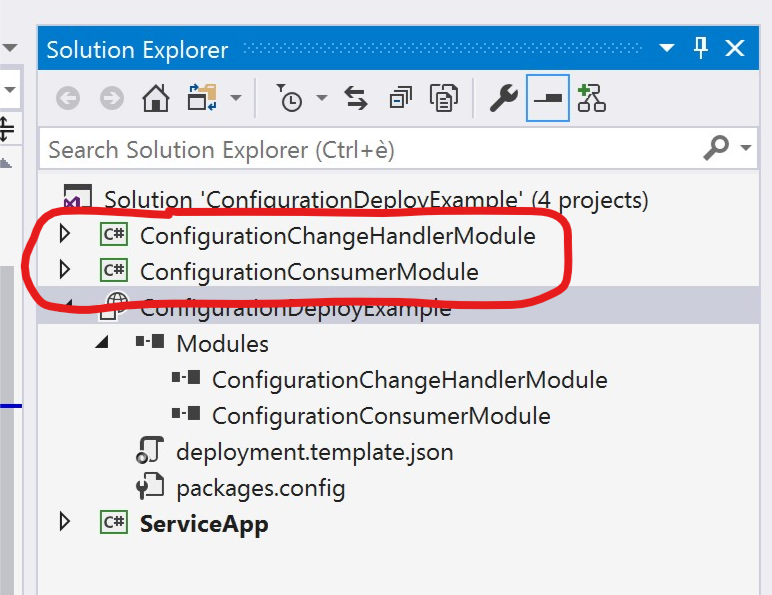 Solution Explorer
Search Solution Explorer (Ctrl+è)
Solution 'ConfigurationDeployExample' (4 projects)
C# ConfigurationChangeHandlerModule
C# ConfigurationConsumerModule
ConfigurationDeployExample
Modules
ConfigurationChangeHandlerModule
ConfigurationConsumerModule
deployment.template.json
packages.config
C# ServiceApp